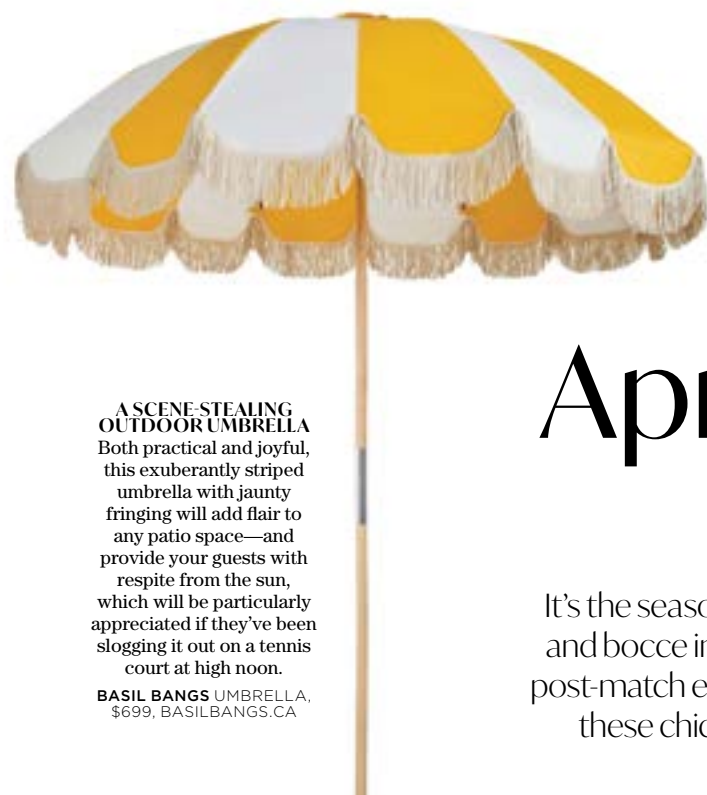 A SCENE-STEALING
OUTDOOR UMBRELLA
Both practical and joyful,
this exuberantly striped
umbrella with jaunty
fringing will add flair to
any patio space—and
provide your guests with
respite from the sun,
which will be particularly
appreciated if they've been
slogging it out on a tennis
court at high noon.
BASIL BANGS UMBRELLA,
$699, BASILBANGS.CA
It's the
and bocce
post-match
these